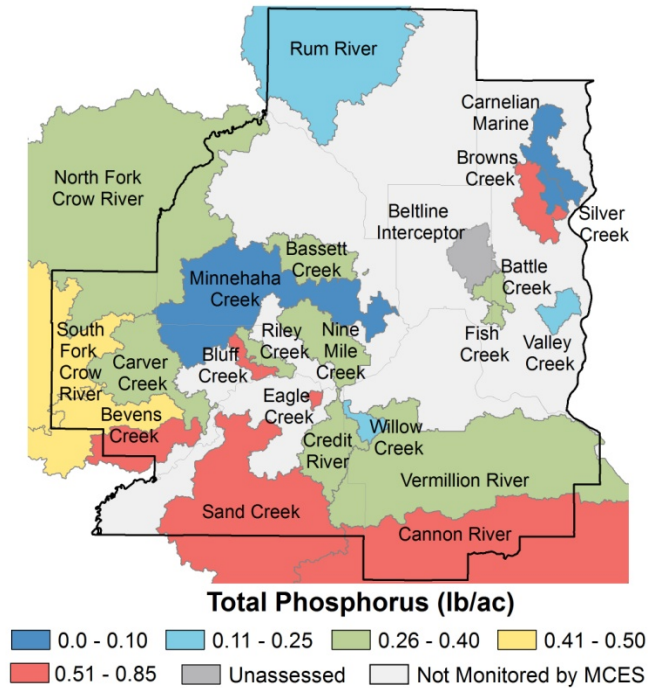 Rum River
Carnelian
Marine
Browns
Creek
North Fork
Crow River
Beltline
Interceptor
Silver
Creek
Bassett
Creek
Battle
Creek
Minnehaha
Creek
South
Fork
Crow
River
Riley
Creek
Nine
Mile
Creek
Fish
Creek
Valley
Creek
Carver
Creek
Bluff
Creek
Eagle
Creek
Bevens
Creek
Willow
Creek
Credit
River
Vermillion River
Sand Creek
Cannon River
Total Phosphorus (lb/ac)
0.0 - 0.10
0.11 - 0.25
0.26 - 0.40
0.41 - 0.50
0.51 - 0.85
Unassessed
Not Monitored by MCES